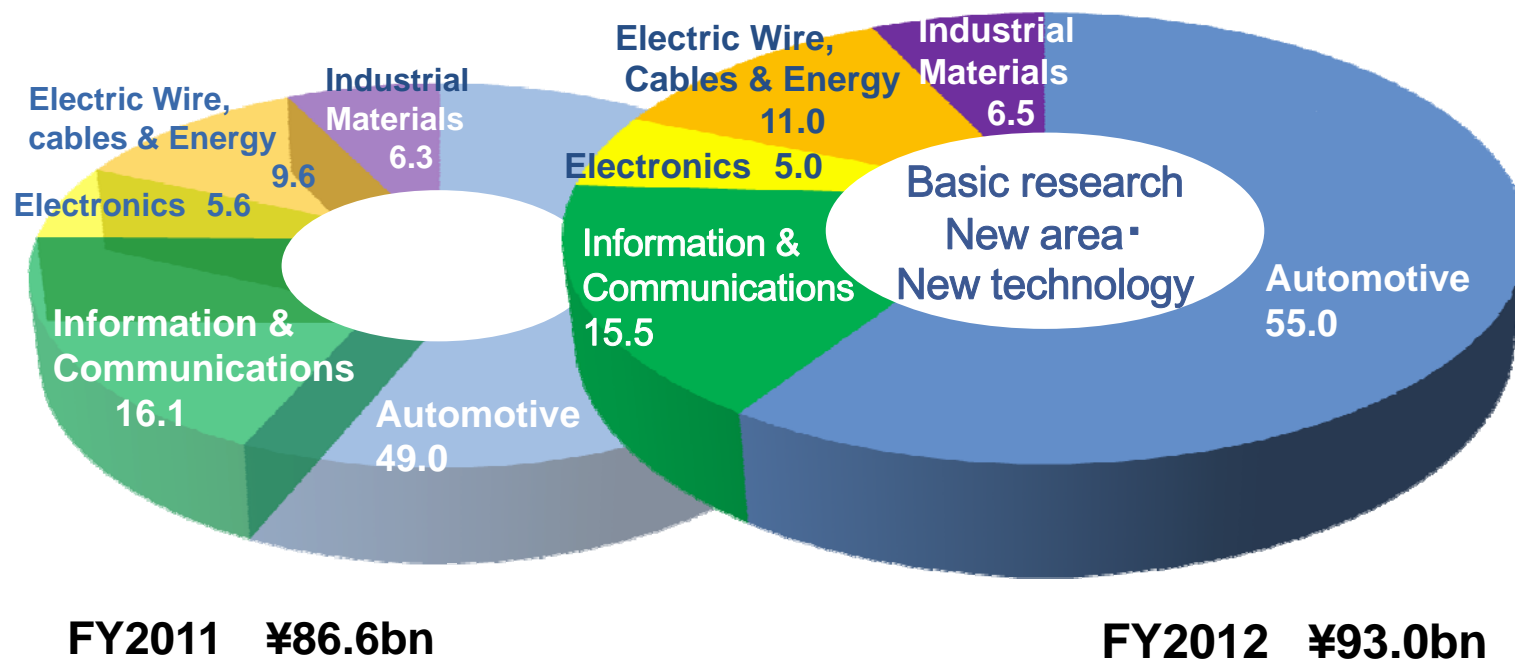 Electric Wire,
cables & Energy
9.6
Industrial
Materials
6.3
Electronics 5.6
Information &
Communications
16.1
Automotive
49.0
FY2011 ¥86.6bn
Electric Wire,
Cables & Energy
11.0
Industrial
Materials
6.5
Electronics 5.0
Information &
Communications
15.5
Basic research
New area･
New technology
Automotive
55.0
FY2012 ¥93.0bn